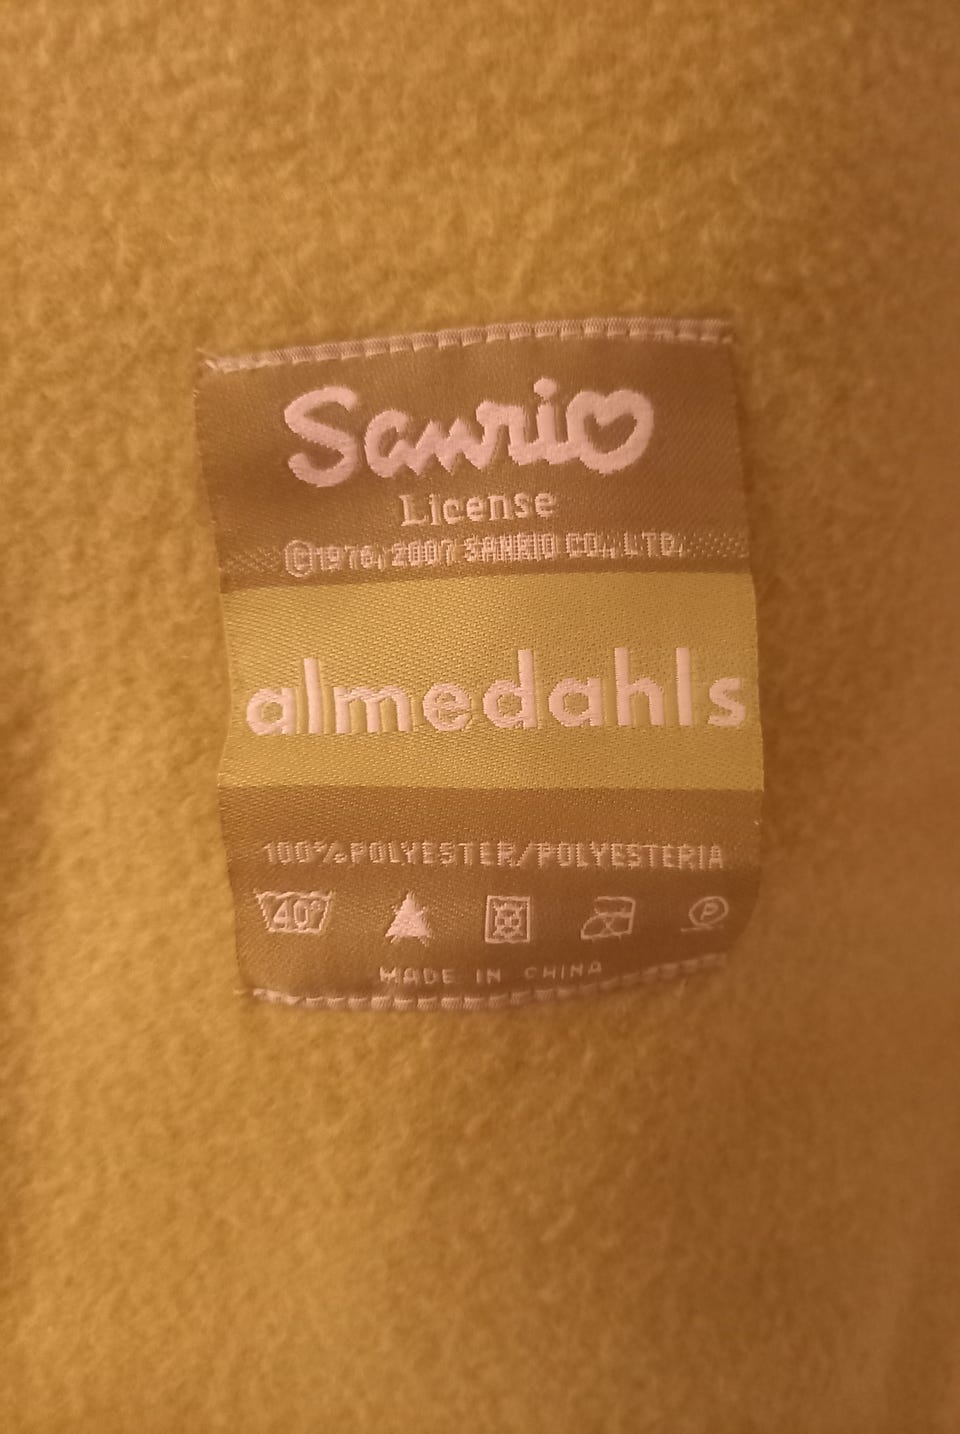 Sanrio
License
©1976, 2007 SANRIO CO., LTD.
almedahls
100%POLYESTER/POLYESTERIA
40°
P
MADE IN CHINA